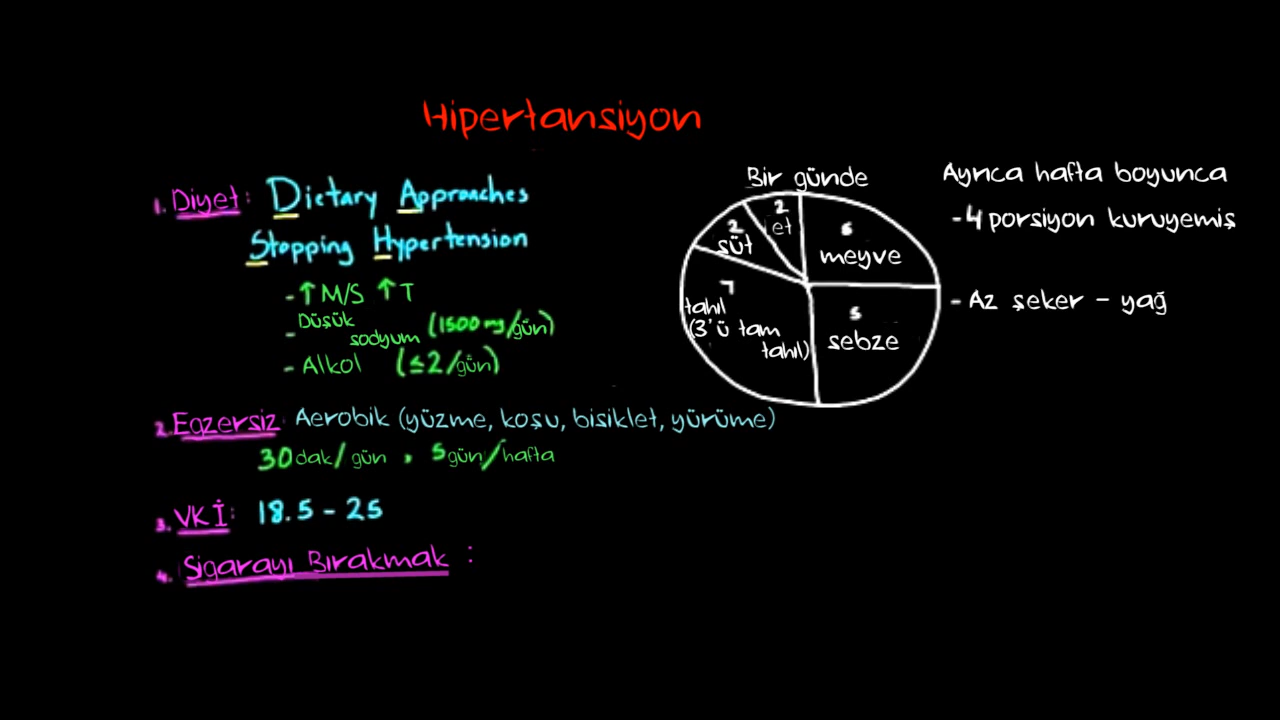 Hipertansiyon
1. Diyet: Dietary Approaches
Stopping Hypertension
- ↑ M/S ↑ T
- Düşük sodyum (1500 mg/gün)
- Alkol (≤2/gün)
2. Egzersiz: Aerobik (yüzme, koşu, bisiklet, yürüme)
30 dak/gün, 5 gün/hafta
3. VKİ: 18.5 - 25
4. Sigarayı Bırakmak :
Bir günde
2
et
2
süt
meyve
7
tahıl
(3'ü tam
tahıl)
5
sebze
Ayrıca hafta boyunca
- 4 porsiyon kuruyemiş
- Az şeker - yağ